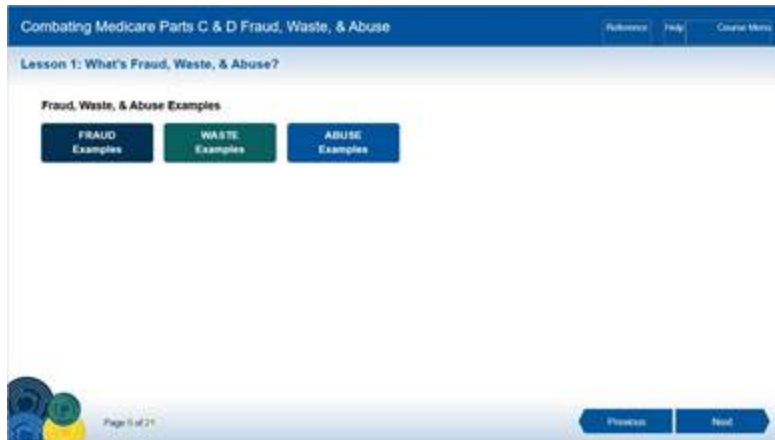 Combating Medicare Parts C & D Fraud, Waste, & Abuse
Reference Help Course Menu
Lesson 1: What's Fraud, Waste, & Abuse?
Fraud, Waste, & Abuse Examples
FRAUD
Examples
WASTE
Examples
ABUSE
Examples
Page 5 of 21
Previous Next